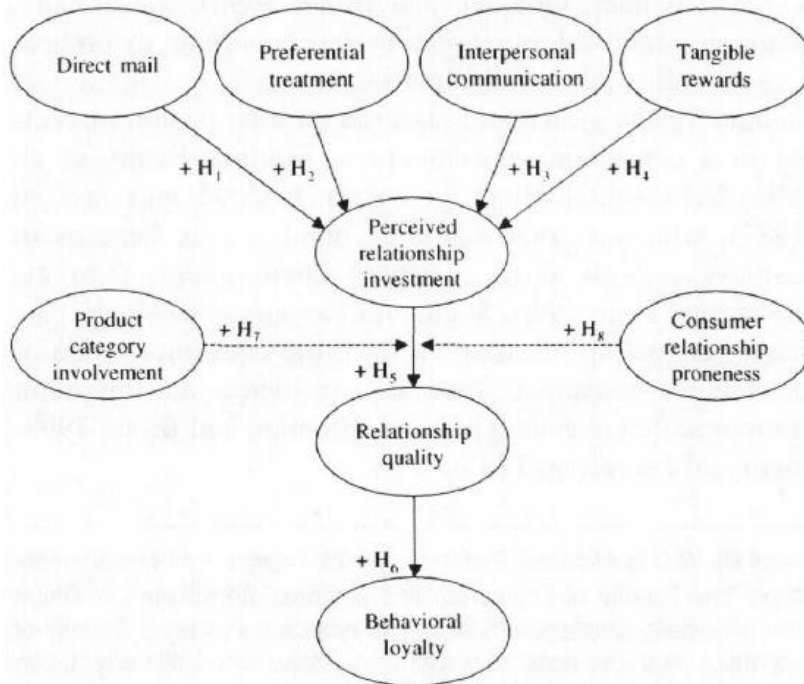 Direct mail
Preferential
treatment
Interpersonal
communication
Tangible
rewards
+ H₁
+ H₂
+ H₃
+ H₄
Perceived
relationship
investment
Product
category
involvement
+ H₇
+ H₈
Consumer
relationship
proneness
+ H₅
Relationship
quality
+ H₆
Behavioral
loyalty